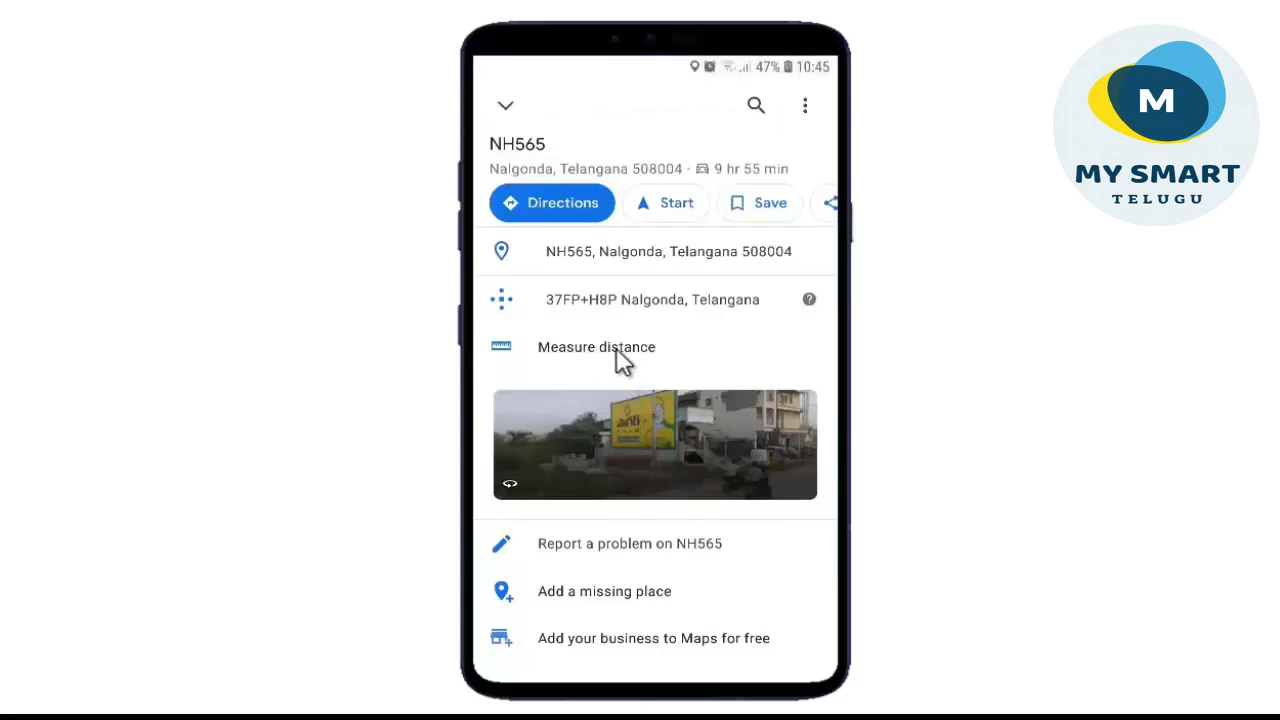 47% 10:45
NH565
Nalgonda, Telangana 508004 · 9 hr 55 min
Directions Start Save
NH565, Nalgonda, Telangana 508004
37FP+H8P Nalgonda, Telangana
Measure distance
Report a problem on NH565
Add a missing place
Add your business to Maps for free
M
MY SMART
TELUGU